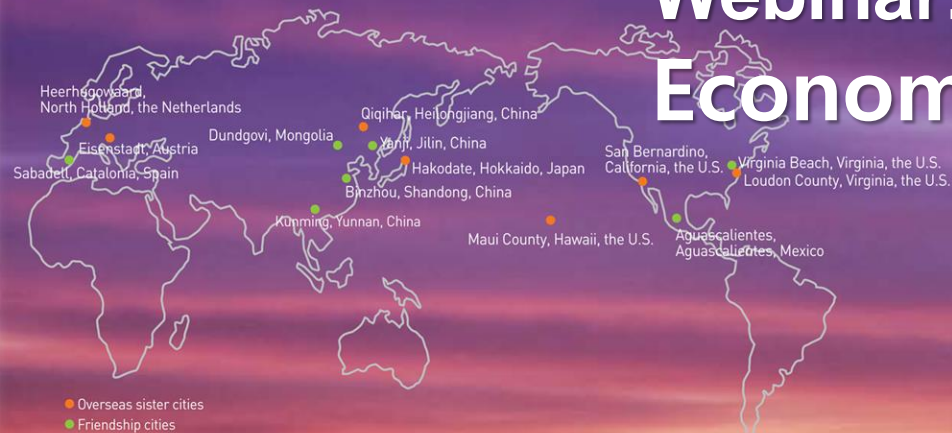 Webinar:
Econom
Heerhugowaard,
North Holland, the Netherlands
Eisenstadt, Austria
Sabadell, Catalonia, Spain
Dundgovi, Mongolia
Qiqihar, Heilongjiang, China
Yanji, Jilin, China
Hakodate, Hokkaido, Japan
Binzhou, Shandong, China
Kunming, Yunnan, China
Maui County, Hawaii, the U.S.
San Bernardino,
California, the U.S.
Virginia Beach, Virginia, the U.S.
Loudon County, Virginia, the U.S.
Aguascalientes,
Aguascalientes, Mexico
Overseas sister cities
Friendship cities